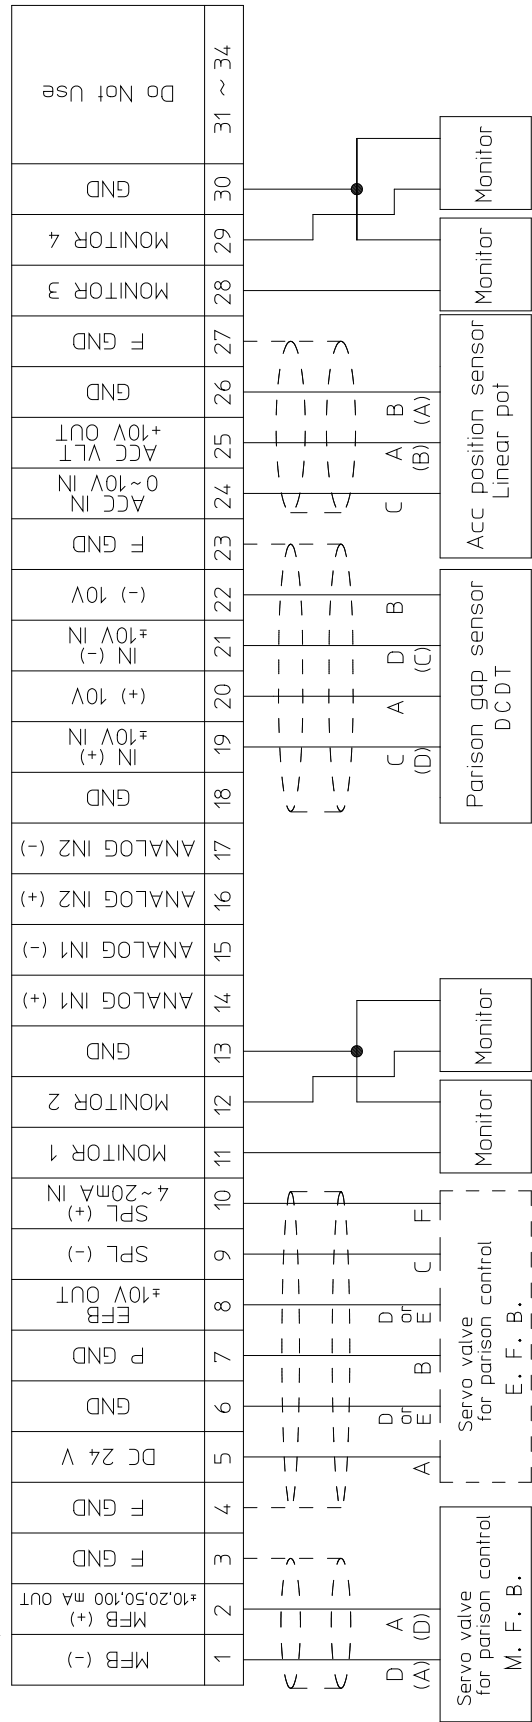 Do Not Use
31 ~ 34
GND
30
MONITOR 4
29
MONITOR 3
28
F GND
27
GND
26
ACC VLT
+10V OUT
25
ACC IN
0~10V IN
24
F GND
23
(-) 10V
22
IN (-)
±10V IN
21
(+) 10V
20
IN (+)
±10V IN
19
GND
18
ANALOG IN2 (-)
17
ANALOG IN2 (+)
16
ANALOG IN1 (-)
15
ANALOG IN1 (+)
14
GND
13
MONITOR 2
12
MONITOR 1
11
SPL (+)
4~20mA IN
10
SPL (-)
9
EFB
±10V OUT
8
P GND
7
GND
6
DC 24 V
5
F GND
4
F GND
3
MFB (+)
±10,20,50,100 mA OUT
2
MFB (-)
1
Monitor
Monitor
B
(A)
A
(B)
C
Acc position sensor
Linear pot
B
D
(C)
A
C
(D)
Parison gap sensor
DCDT
Monitor
Monitor
F
C
D
or
E
B
D
or
E
A
Servo valve
for parison control
E. F. B.
A
(D)
D
(A)
Servo valve
for parison control
M. F. B.